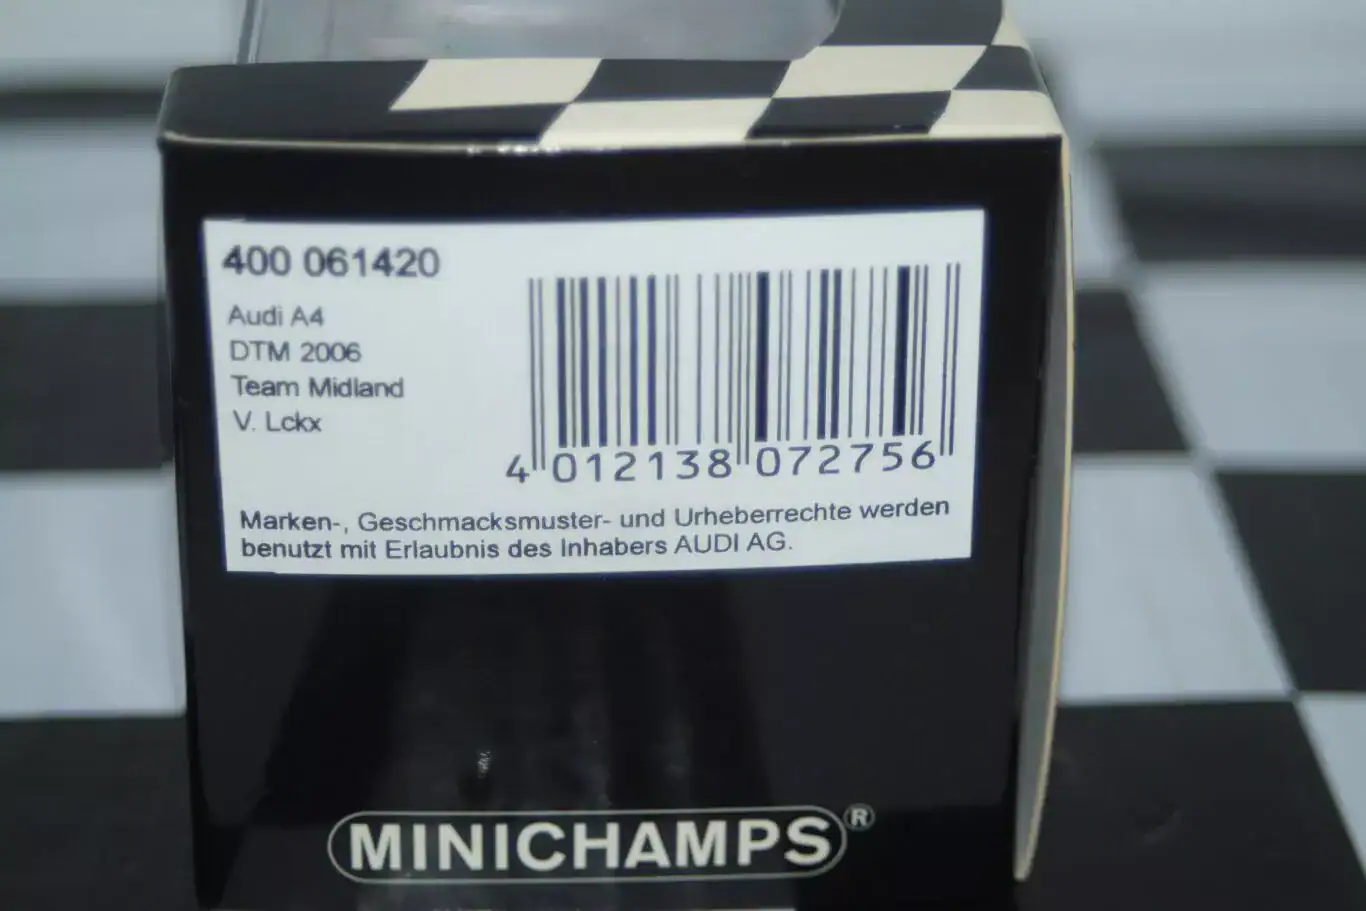 400 061420
Audi A4
DTM 2006
Team Midland
V. Lckx
4 012138 072756
Marken-, Geschmacksmuster- und Urheberrechte werden
benutzt mit Erlaubnis des Inhabers AUDI AG.
MINICHAMPS®